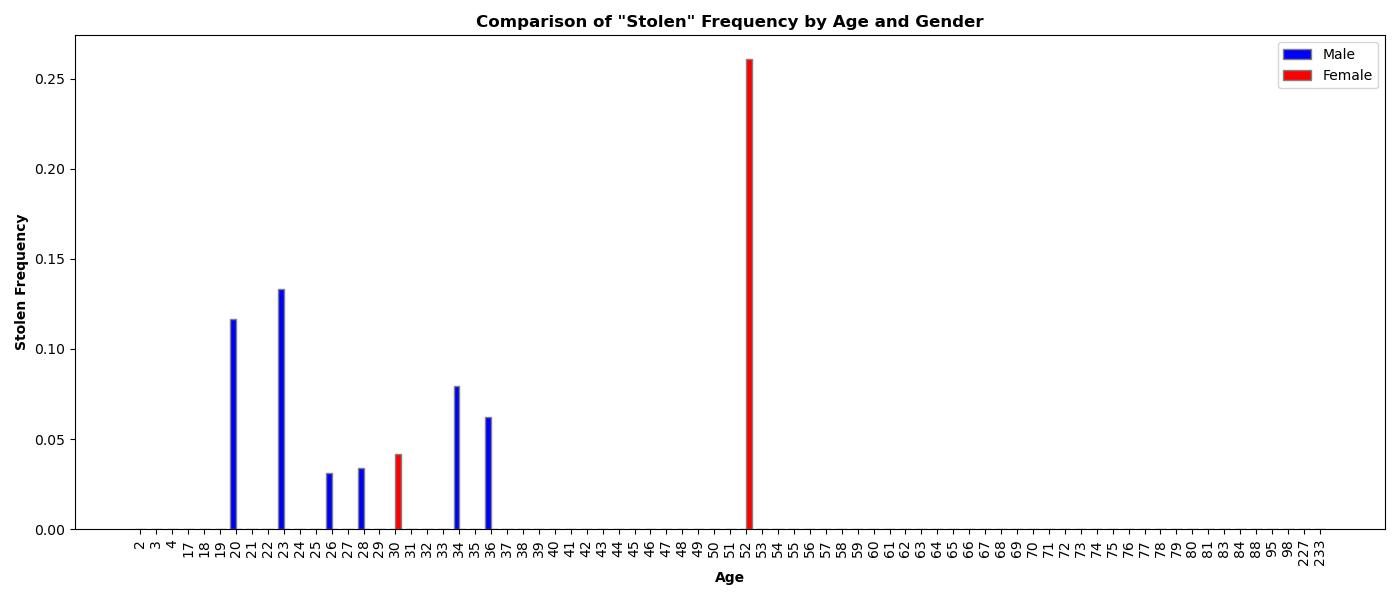 Comparison of "Stolen" Frequency by Age and Gender
Male
Female
0.25
0.20
0.15
0.10
0.05
0.00
Stolen Frequency
2 3 4 17 18 19 20 21 22 23 24 25 26 27 28 29 30 31 32 33 34 35 36 37 38 39 40 41 42 43 44 45 46 47 48 49 50 51 52 53 54 55 56 57 58 59 60 61 62 63 64 65 66 67 68 69 70 71 72 73 74 75 76 77 78 79 80 81 83 84 88 95 98 227 233
Age